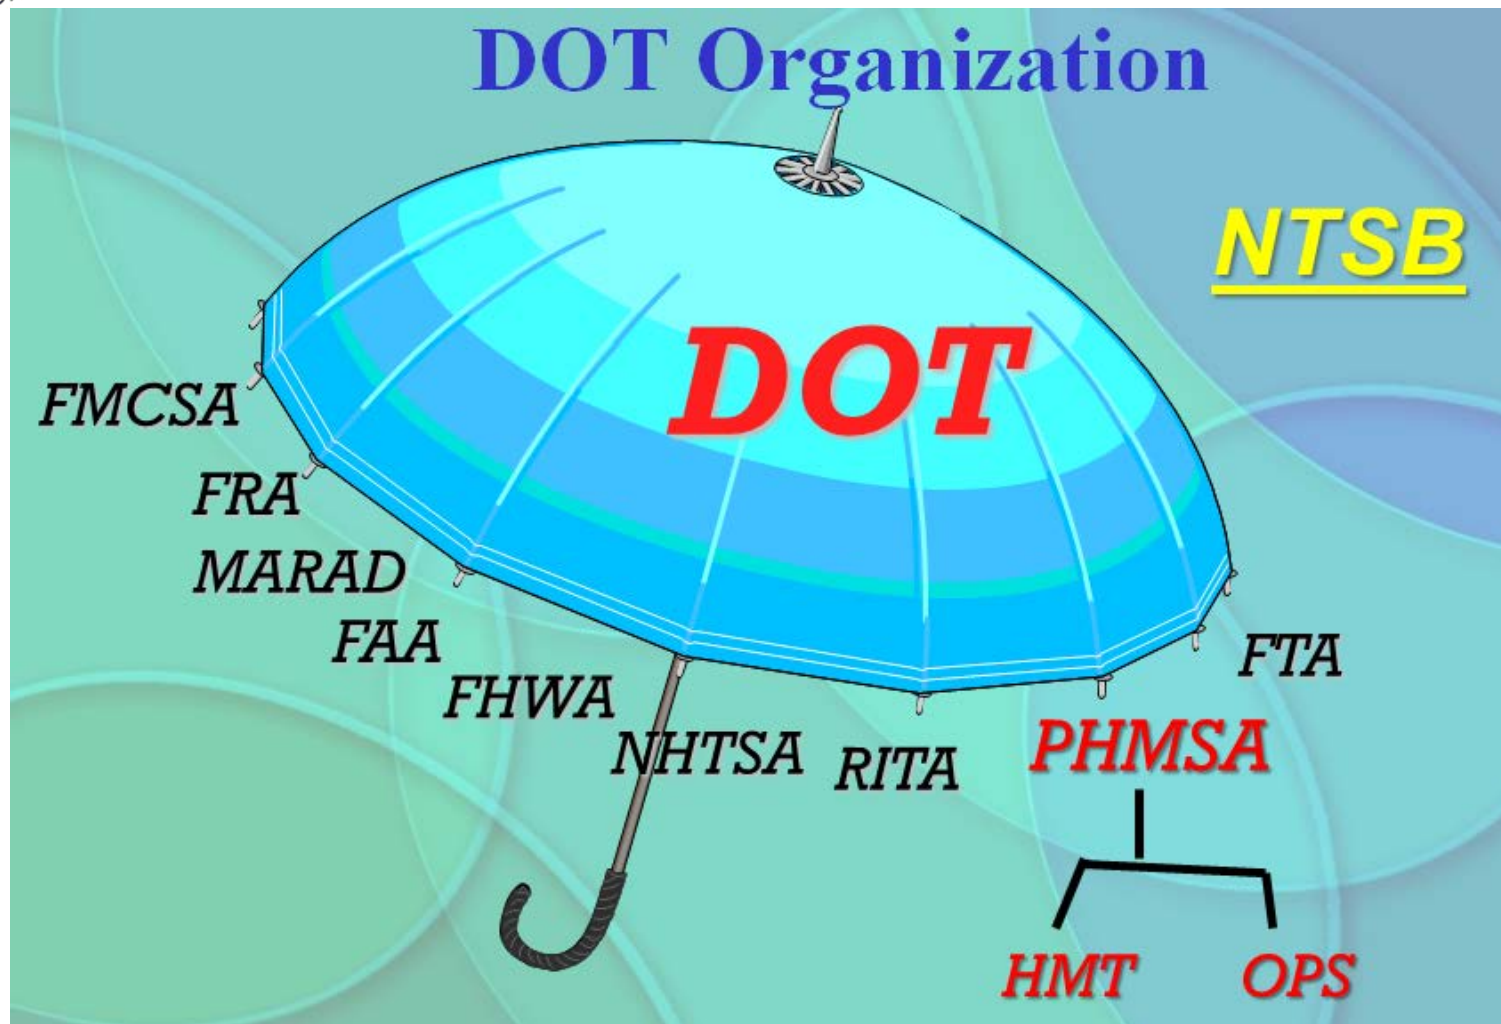 DOT Organization
NTSB
DOT
FMCSA
FRA
MARAD
FAA
FHWA
NHTSA
RITA
PHMSA
FTA
HMT
OPS